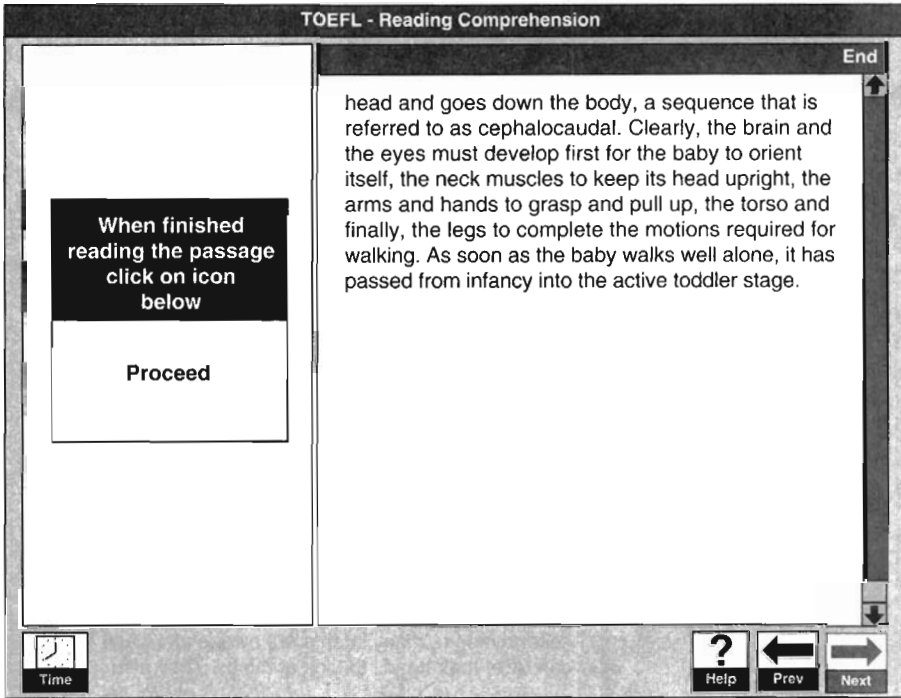 TOEFL - Reading Comprehension
End
When finished
reading the passage
click on icon
below
Proceed
head and goes down the body, a sequence that is
referred to as cephalocaudal. Clearly, the brain and
the eyes must develop first for the baby to orient
itself, the neck muscles to keep its head upright, the
arms and hands to grasp and pull up, the torso and
finally, the legs to complete the motions required for
walking. As soon as the baby walks well alone, it has
passed from infancy into the active toddler stage.
Time
?
Help
Prev
Next